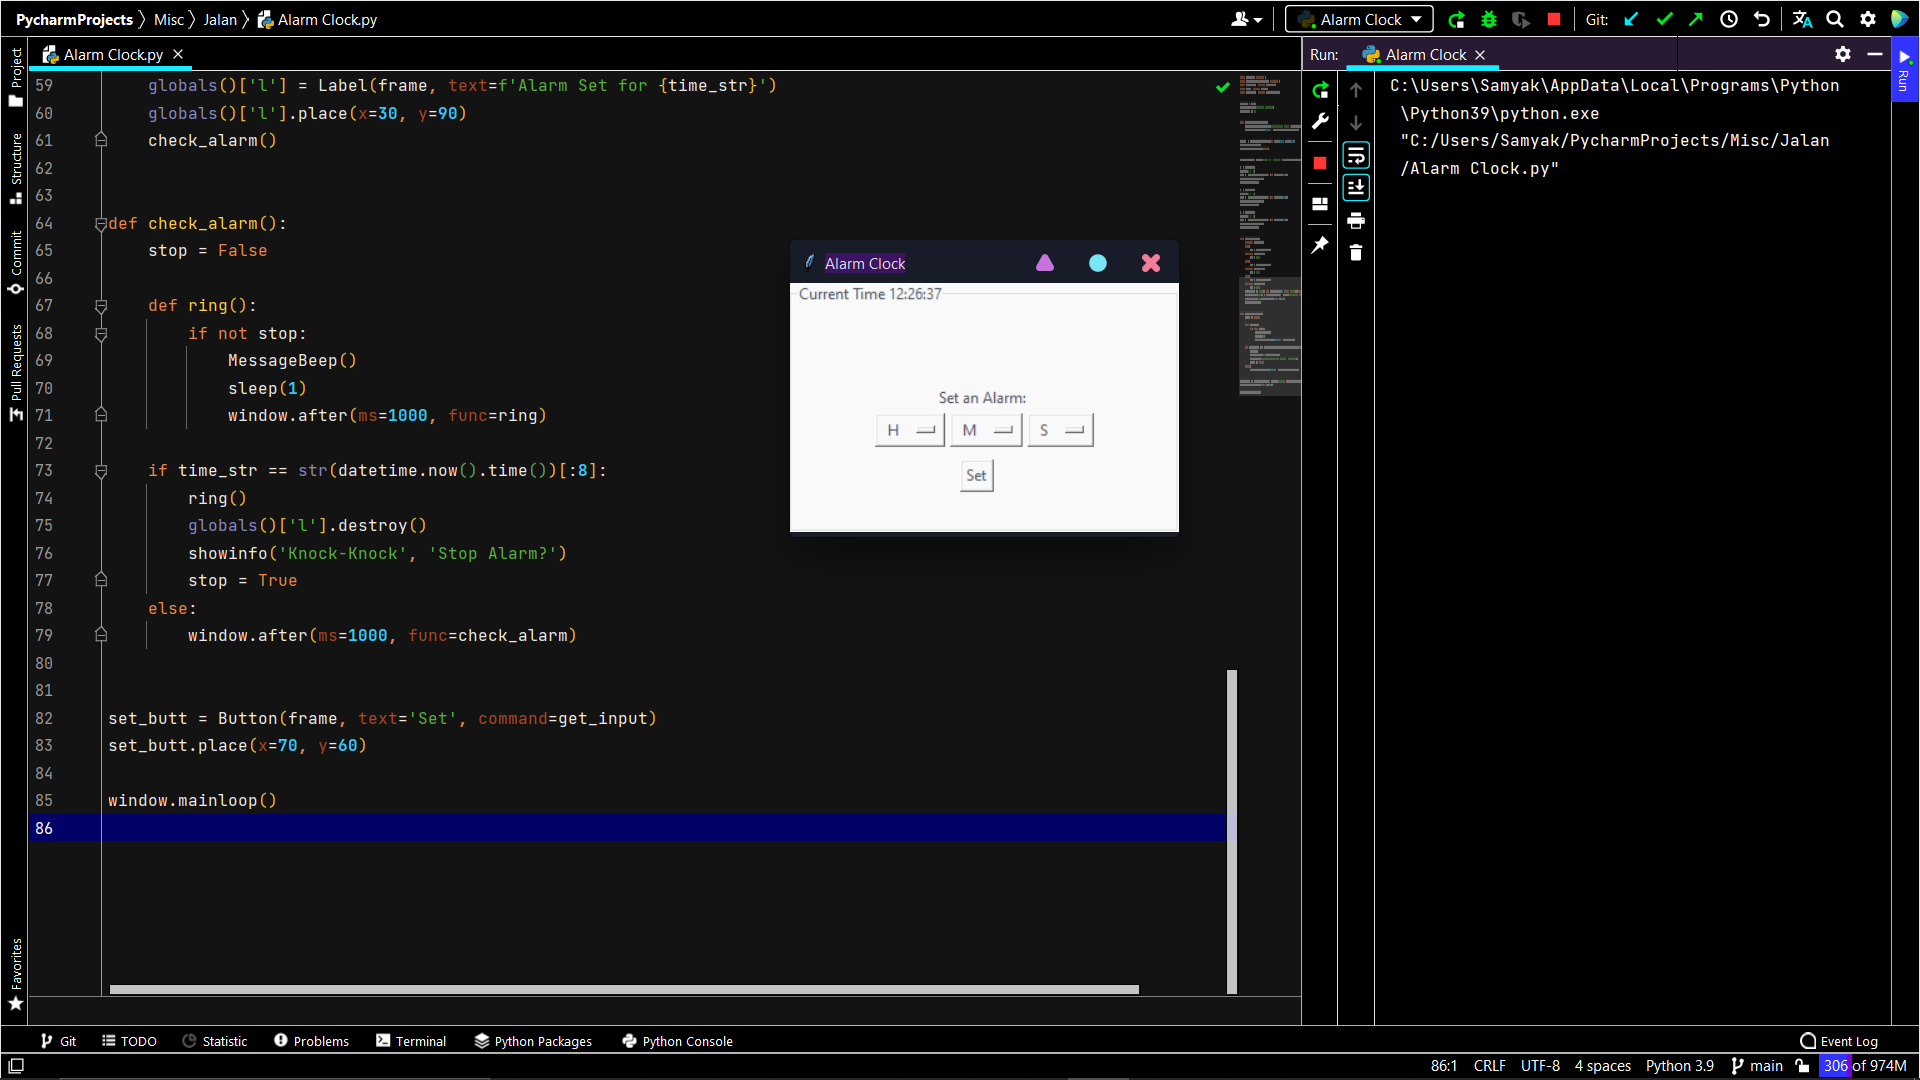 PycharmProjects Misc Jalan Alarm Clock.py
Alarm Clock
Git:
Alarm Clock.py
Run:
Alarm Clock
Project
Structure
Commit
Pull Requests
Favorites
59 globals()['l'] = Label(frame, text=f'Alarm Set for {time_str}')
60 globals()['l'].place(x=30, y=90)
61 check_alarm()
62
63
64 def check_alarm():
65 stop = False
66
67 def ring():
68 if not stop:
69 MessageBeep()
70 sleep(1)
71 window.after(ms=1000, func=ring)
72
73 if time_str == str(datetime.now().time())[:8]:
74 ring()
75 globals()['l'].destroy()
76 showinfo('Knock-Knock', 'Stop Alarm?')
77 stop = True
78 else:
79 window.after(ms=1000, func=check_alarm)
80
81
82 set_butt = Button(frame, text='Set', command=get_input)
83 set_butt.place(x=70, y=60)
84
85 window.mainloop()
86
Alarm Clock
Current Time 12:26:37
Set an Alarm:
H M S
Set
C:\Users\Samyak\AppData\Local\Programs\Python
\Python39\python.exe
"C:/Users/Samyak/PycharmProjects/Misc/Jalan
/Alarm Clock.py"
Run
Git TODO Statistic Problems Terminal Python Packages Python Console
Event Log
86:1 CRLF UTF-8 4 spaces Python 3.9 main 306 of 974M